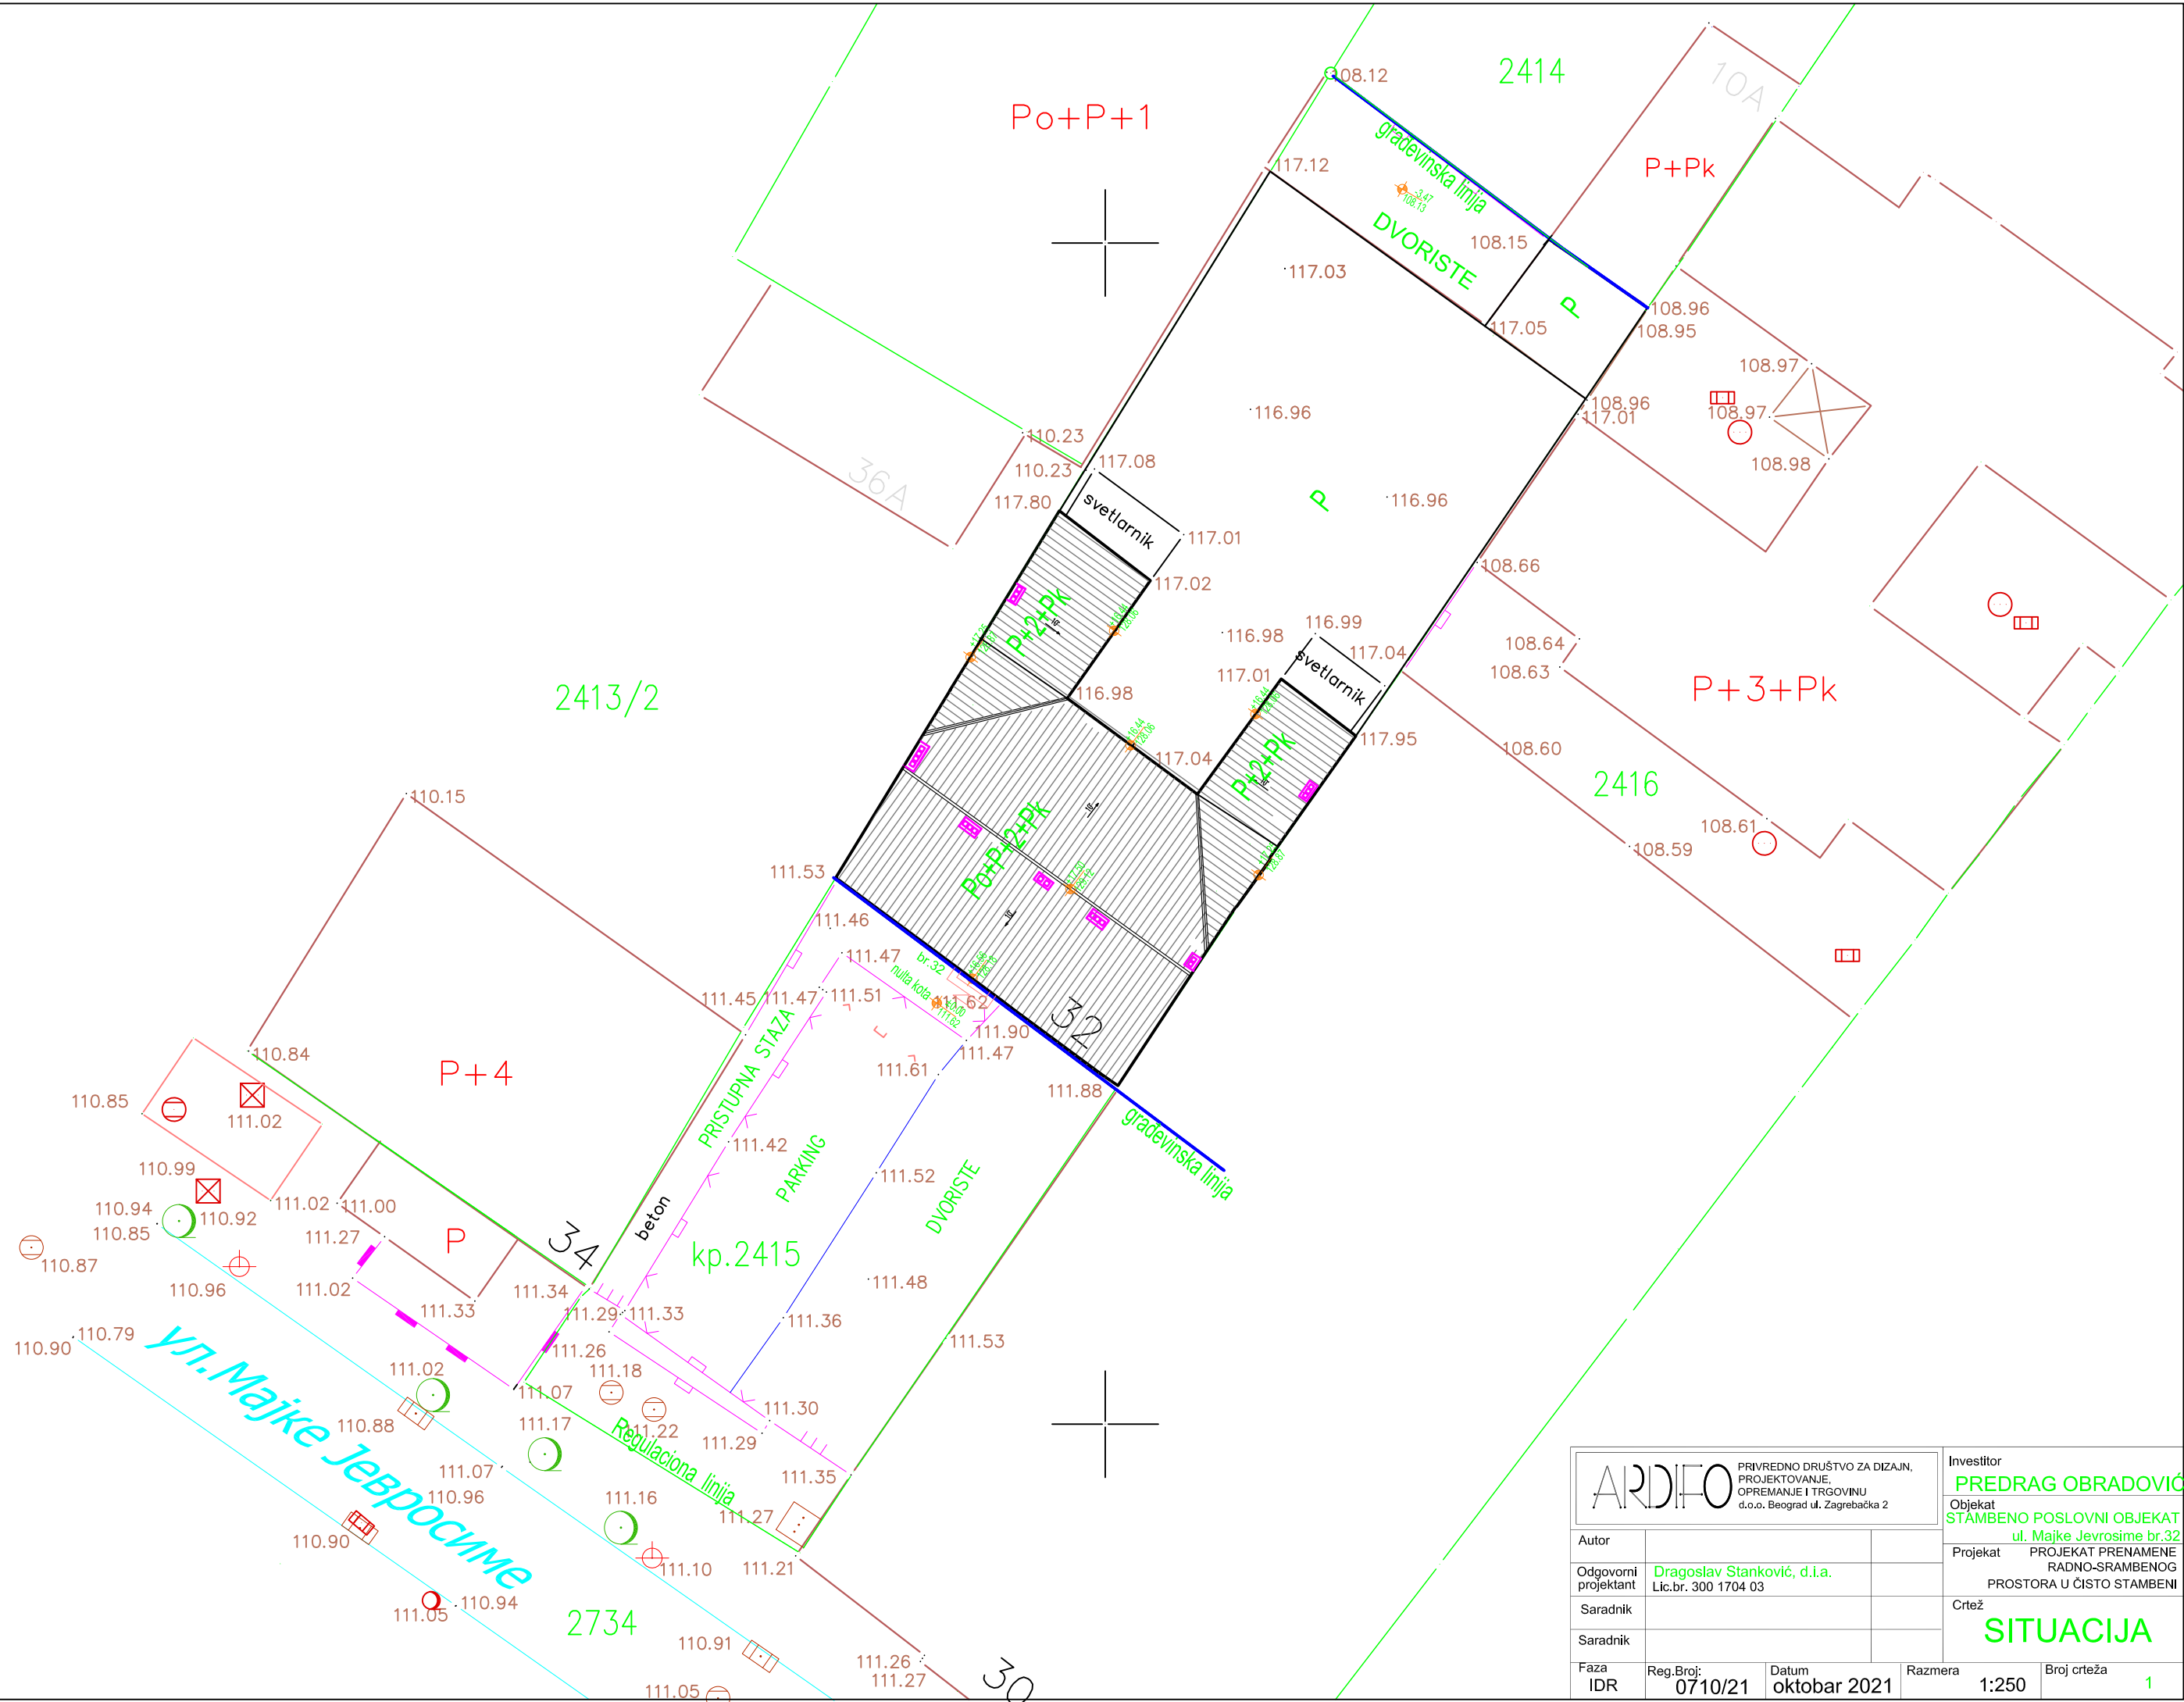 108.12
2414
10A
Po+P+1
građevinska linija
P+Pk
117.12
-3.47
108.13
DVORISTE
108.15
117.03
P
108.96
108.95
117.05
108.97
116.96
108.96
117.01
108.97
110.23
108.98
110.23
117.08
36A
117.80
svetlarnik
P
116.96
117.01
108.66
117.02
P+2+Pk
116.98
116.99
108.64
117.04
108.63
117.01
svetlarnik
P+3+Pk
2413/2
116.98
+16.44
128.06
117.04
117.95
108.60
P+2+Pk
2416
110.15
Po+P+2+Pk
108.61
108.59
111.53
111.46
111.47
br.32
nulta kota
111.62
111.45
111.47
111.51
32
111.90
111.47
PRISTUPNA STAZA
110.84
P+4
111.61
111.88
110.85
111.02
građevinska linija
111.42
PARKING
110.99
111.52
DVORISTE
111.02
111.00
110.94
110.92
beton
110.85
111.27
P
34
kp.2415
110.87
110.96
111.02
111.34
111.48
111.33
111.29
111.33
111.36
110.79
110.90
111.26
111.53
ул.Мајке Јевросиме
111.02
111.18
111.07
111.30
110.88
111.17
111.22
111.29
Regulaciona linija
111.07
111.35
110.96
111.16
111.27
110.90
111.10
111.21
111.05
110.94
2734
110.91
111.26
111.27
30
111.05
ARDIFO
PRIVREDNO DRUŠTVO ZA DIZAJN,
PROJEKTOVANJE,
OPREMANJE I TRGOVINU
d.o.o. Beograd ul. Zagrebačka 2
Investitor
PREDRAG OBRADOVIĆ
Objekat
STAMBENO POSLOVNI OBJEKAT
ul. Majke Jevrosime br.32
Autor
Projekat PROJEKAT PRENAMENE
RADNO-SRAMBENOG
PROSTORA U ČISTO STAMBENI
Odgovorni
projektant
Dragoslav Stanković, d.i.a.
Lic.br. 300 1704 03
Saradnik
Crtež
SITUACIJA
Saradnik
Faza
IDR
Reg.Broj:
0710/21
Datum
oktobar 2021
Razmera
1:250
Broj crteža
1